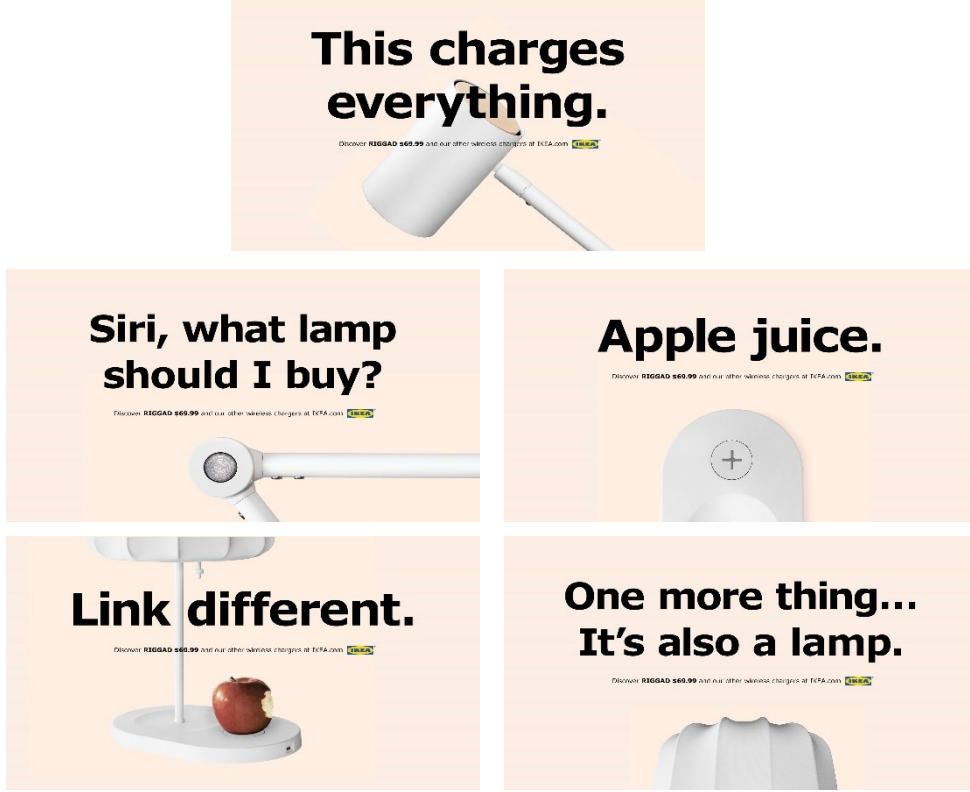 This charges
everything.
Discover RIGGAD $69.99 and our other wireless chargers at IKEA.com IKEA
Siri, what lamp
should I buy?
Discover RIGGAD $69.99 and our other wireless chargers at IKEA.com IKEA
Apple juice.
Discover RIGGAD $69.99 and our other wireless chargers at IKEA.com IKEA
Link different.
Discover RIGGAD $69.99 and our other wireless chargers at IKEA.com IKEA
One more thing...
It's also a lamp.
Discover RIGGAD $69.99 and our other wireless chargers at IKEA.com IKEA